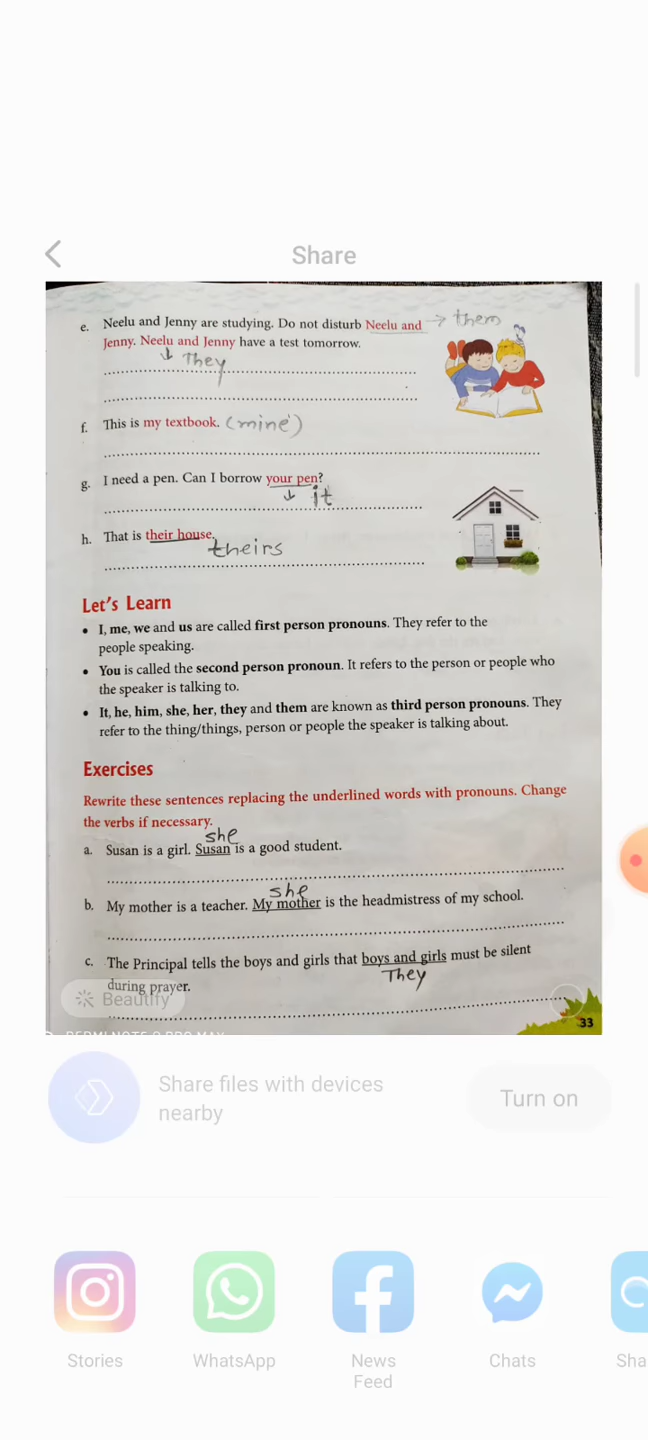 Share
e. Neelu and Jenny are studying. Do not disturb Neelu and → them
Jenny. Neelu and Jenny have a test tomorrow.
↓ They
f. This is my textbook. (mine)
g. I need a pen. Can I borrow your pen?
↓ it
h. That is their house.
theirs
Let's Learn
• I, me, we and us are called first person pronouns. They refer to the
people speaking.
• You is called the second person pronoun. It refers to the person or people who
the speaker is talking to.
• It, he, him, she, her, they and them are known as third person pronouns. They
refer to the thing/things, person or people the speaker is talking about.
Exercises
Rewrite these sentences replacing the underlined words with pronouns. Change
the verbs if necessary.
she
a. Susan is a girl. Susan is a good student.
she
b. My mother is a teacher. My mother is the headmistress of my school.
c. The Principal tells the boys and girls that boys and girls must be silent
They
during prayer.
Beautify
33
Share files with devices
nearby
Turn on
Stories
WhatsApp
News
Feed
Chats
Sha